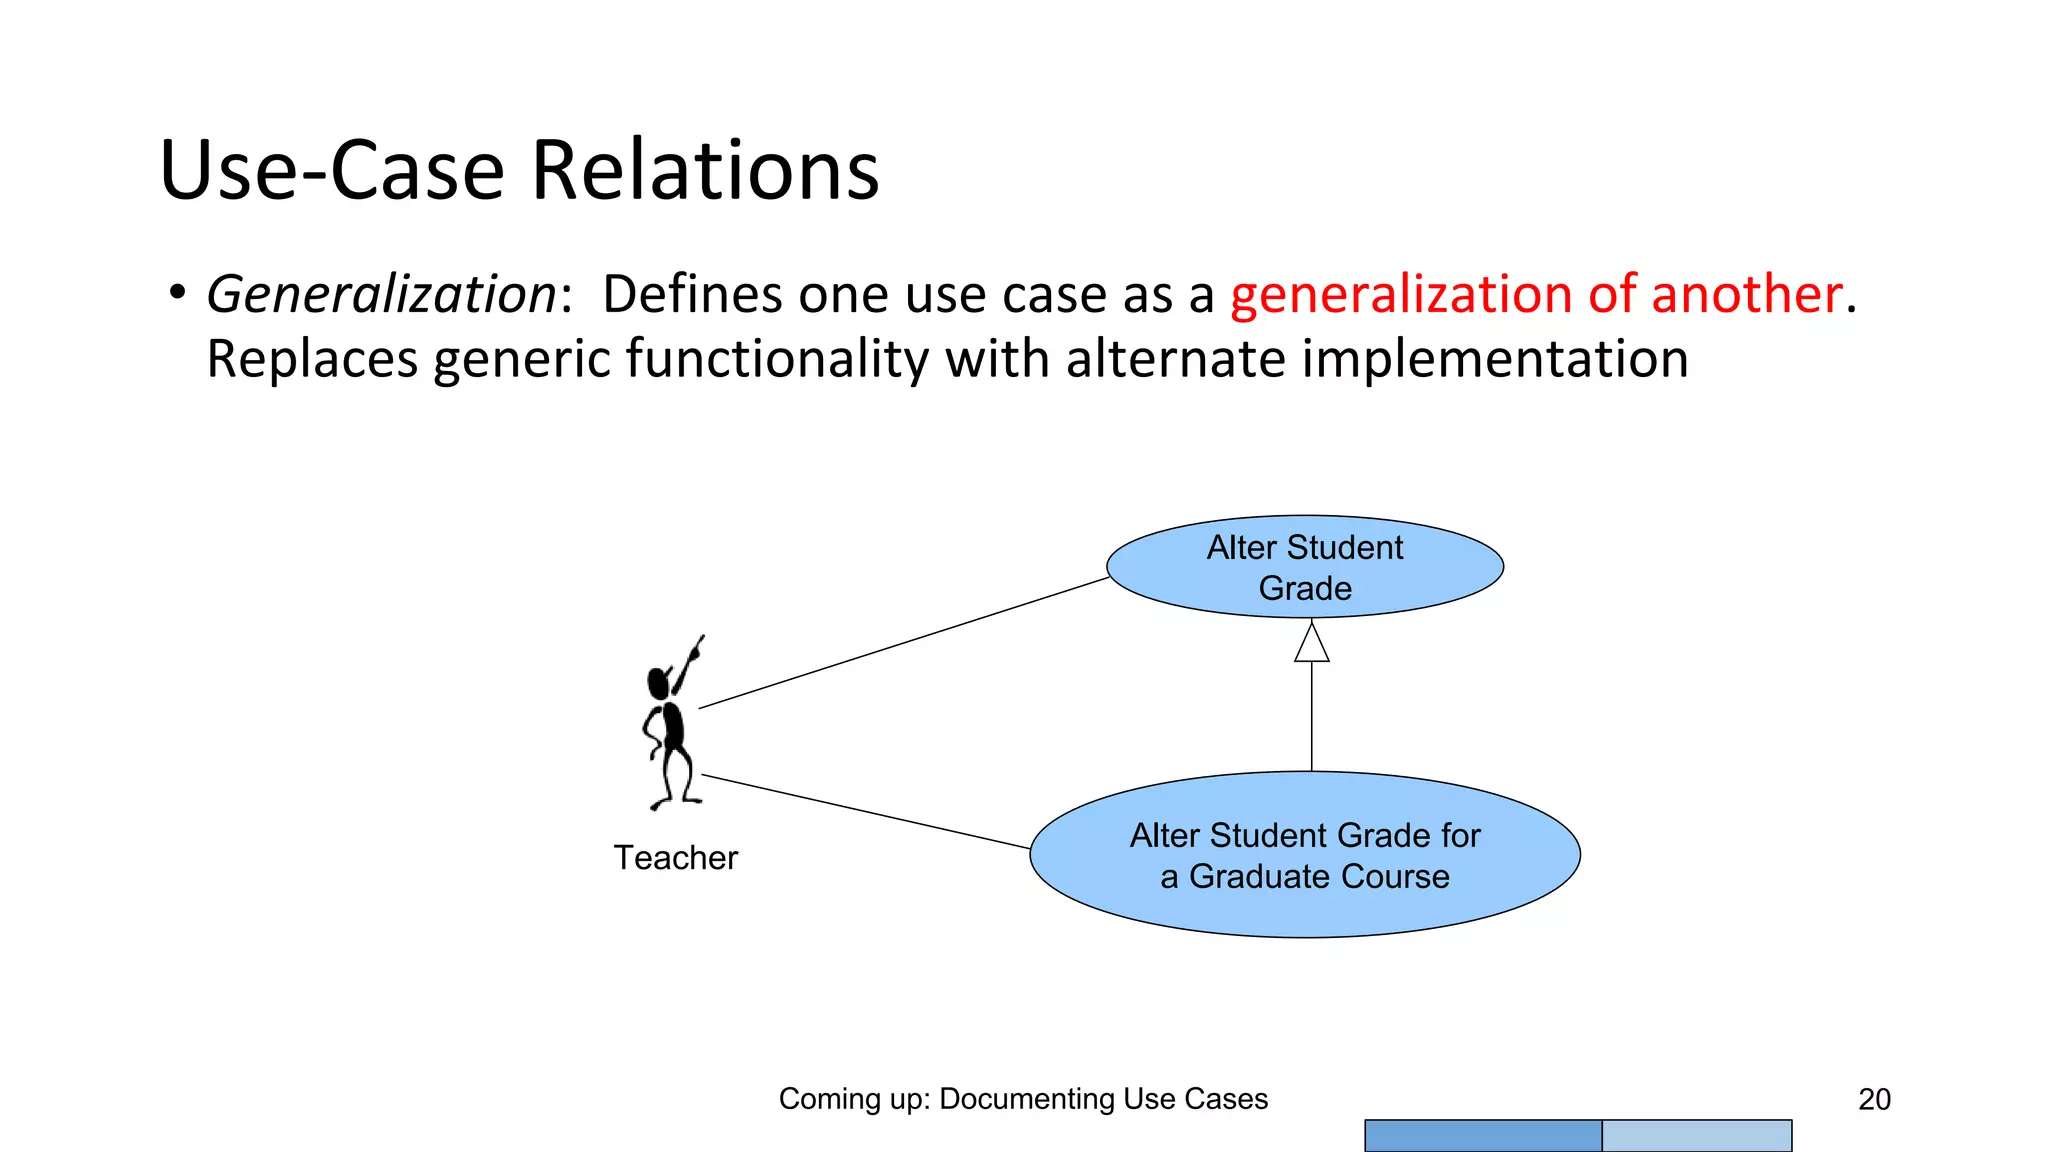 Use-Case Relations
• Generalization:  Defines one use case as a generalization of another.
Replaces generic functionality with alternate implementation
Alter Student
Grade
Teacher
Alter Student Grade for
a Graduate Course
Coming up: Documenting Use Cases
20